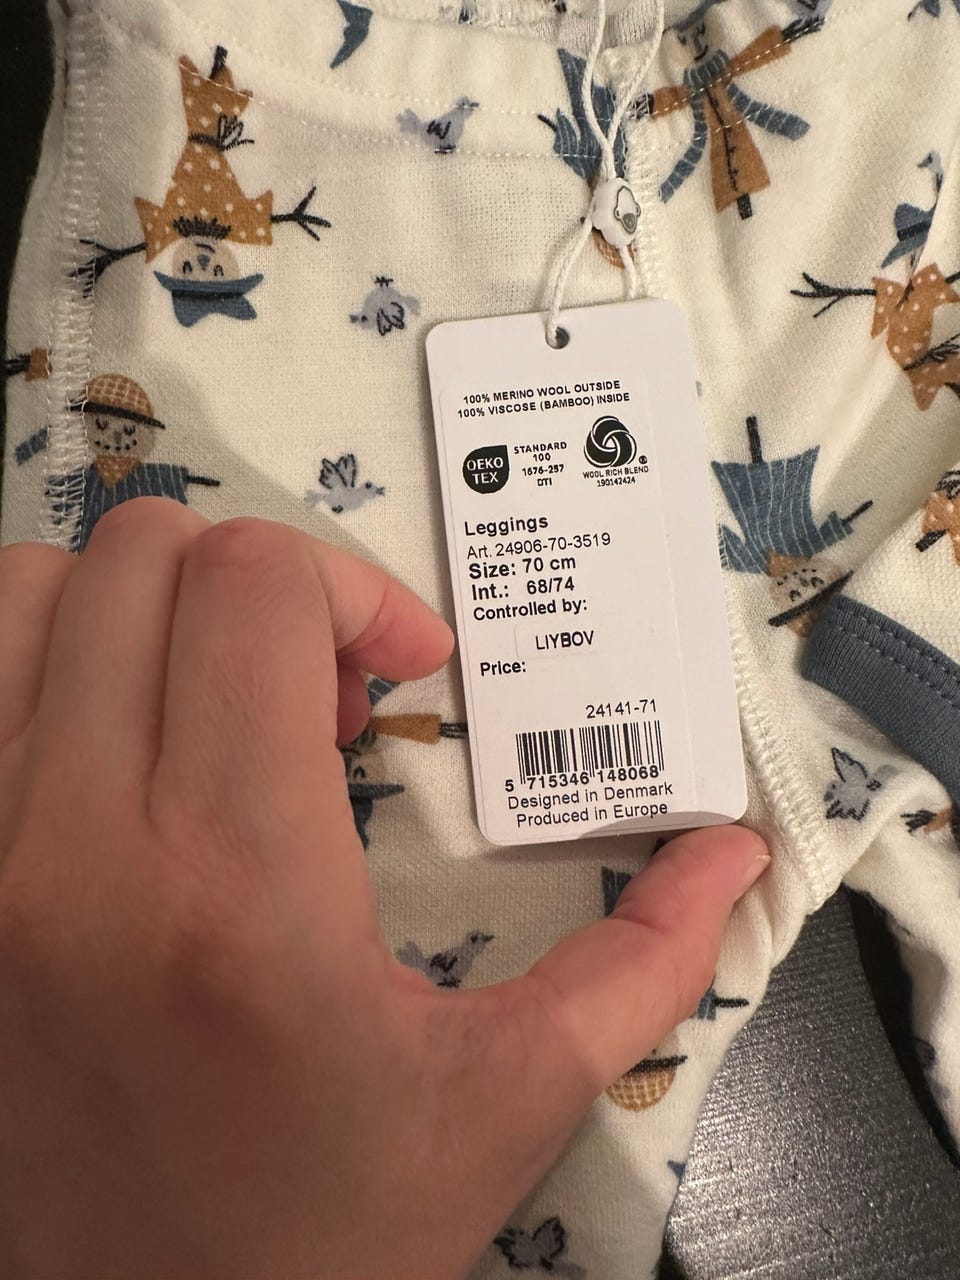 100% MERINO WOOL OUTSIDE
100% VISCOSE (BAMBOO) INSIDE
OEKO
TEX
STANDARD
100
1676-257
DTI
WOOL RICH BLEND
190142424
Leggings
Art. 24906-70-3519
Size: 70 cm
Int.: 68/74
Controlled by:
LIYBOV
Price:
24141-71
5 715346 148068
Designed in Denmark
Produced in Europe